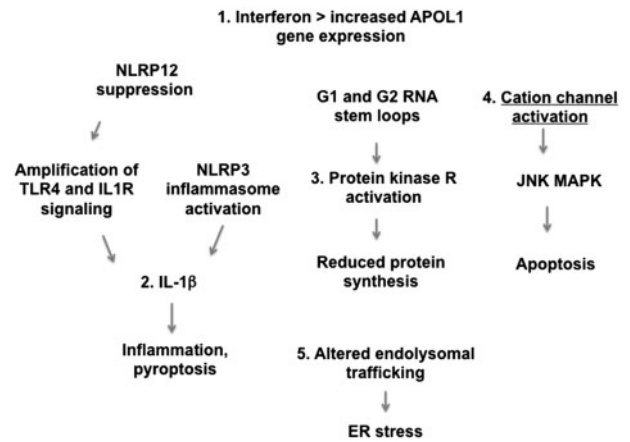 1. Interferon > increased APOL1
gene expression
NLRP12
suppression
Amplification of
TLR4 and IL1R
signaling
NLRP3
inflammasome
activation
2. IL-1β
Inflammation,
pyroptosis
G1 and G2 RNA
stem loops
3. Protein kinase R
activation
Reduced protein
synthesis
4. Cation channel
activation
JNK MAPK
Apoptosis
5. Altered endolysomal
trafficking
ER stress